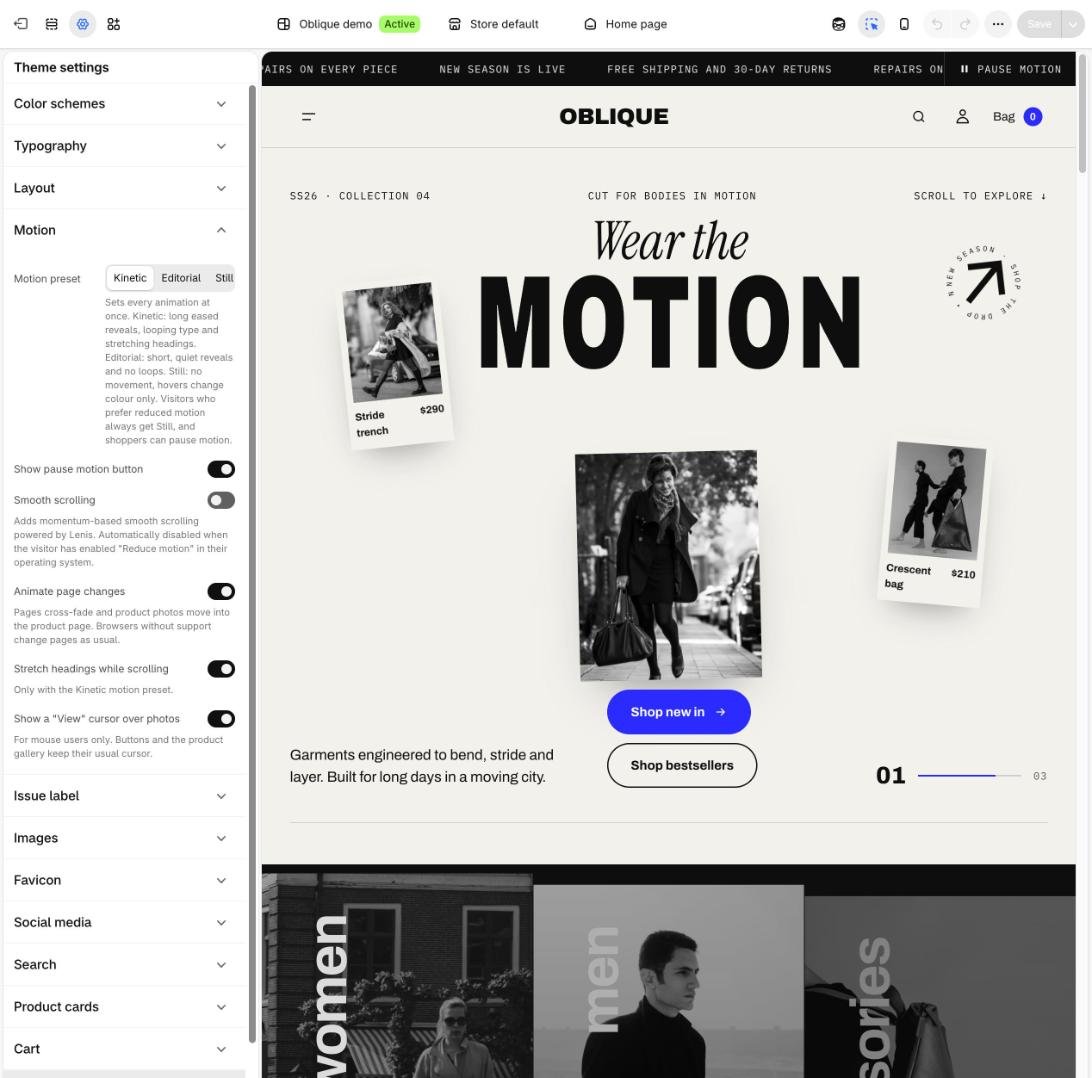 Oblique demo Active
Store default
Home page
Save
Theme settings
Color schemes
Typography
Layout
Motion
Motion preset
Kinetic Editorial Still
Sets every animation at
once. Kinetic: long eased
reveals, looping type and
stretching headings.
Editorial: short, quiet reveals
and no loops. Still: no
movement, hovers change
colour only. Visitors who
prefer reduced motion
always get Still, and
shoppers can pause motion.
Show pause motion button
Smooth scrolling
Adds momentum-based smooth scrolling
powered by Lenis. Automatically disabled when
the visitor has enabled "Reduce motion" in their
operating system.
Animate page changes
Pages cross-fade and product photos move into
the product page. Browsers without support
change pages as usual.
Stretch headings while scrolling
Only with the Kinetic motion preset.
Show a "View" cursor over photos
For mouse users only. Buttons and the product
gallery keep their usual cursor.
Issue label
Images
Favicon
Social media
Search
Product cards
Cart
PAIRS ON EVERY PIECE NEW SEASON IS LIVE FREE SHIPPING AND 30-DAY RETURNS REPAIRS ON PAUSE MOTION
OBLIQUE
Bag 0
SS26 · COLLECTION 04
CUT FOR BODIES IN MOTION
SCROLL TO EXPLORE ↓
Wear the
MOTION
NEW SEASON · SHOP THE DROP ·
Stride
trench
$290
Crescent
bag
$210
Shop new in →
Shop bestsellers
Garments engineered to bend, stride and
layer. Built for long days in a moving city.
01 03
women
men
sories